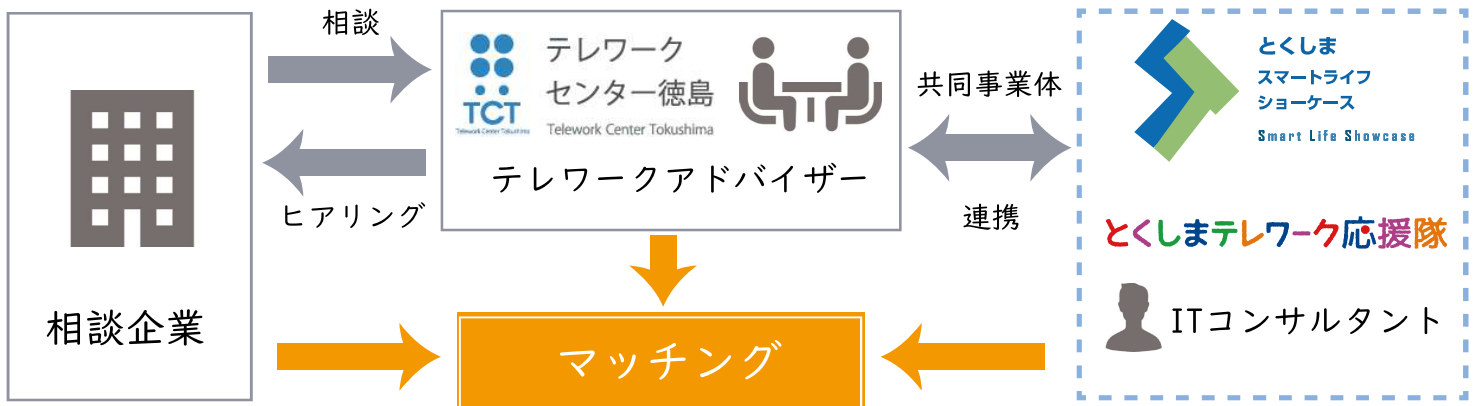 相談
ヒアリング
相談企業
TCT
Telework Center Tokushima
テレワーク
センター徳島
Telework Center Tokushima
テレワークアドバイザー
共同事業体
連携
とくしま
スマートライフ
ショーケース
Smart Life Showcase
とくしまテレワーク応援隊
ITコンサルタント
マッチング